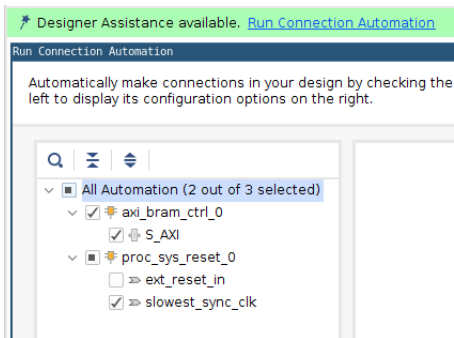 Designer Assistance available. Run Connection Automation
Run Connection Automation
Automatically make connections in your design by checking the
left to display its configuration options on the right.
All Automation (2 out of 3 selected)
axi_bram_ctrl_0
S_AXI
proc_sys_reset_0
ext_reset_in
slowest_sync_clk